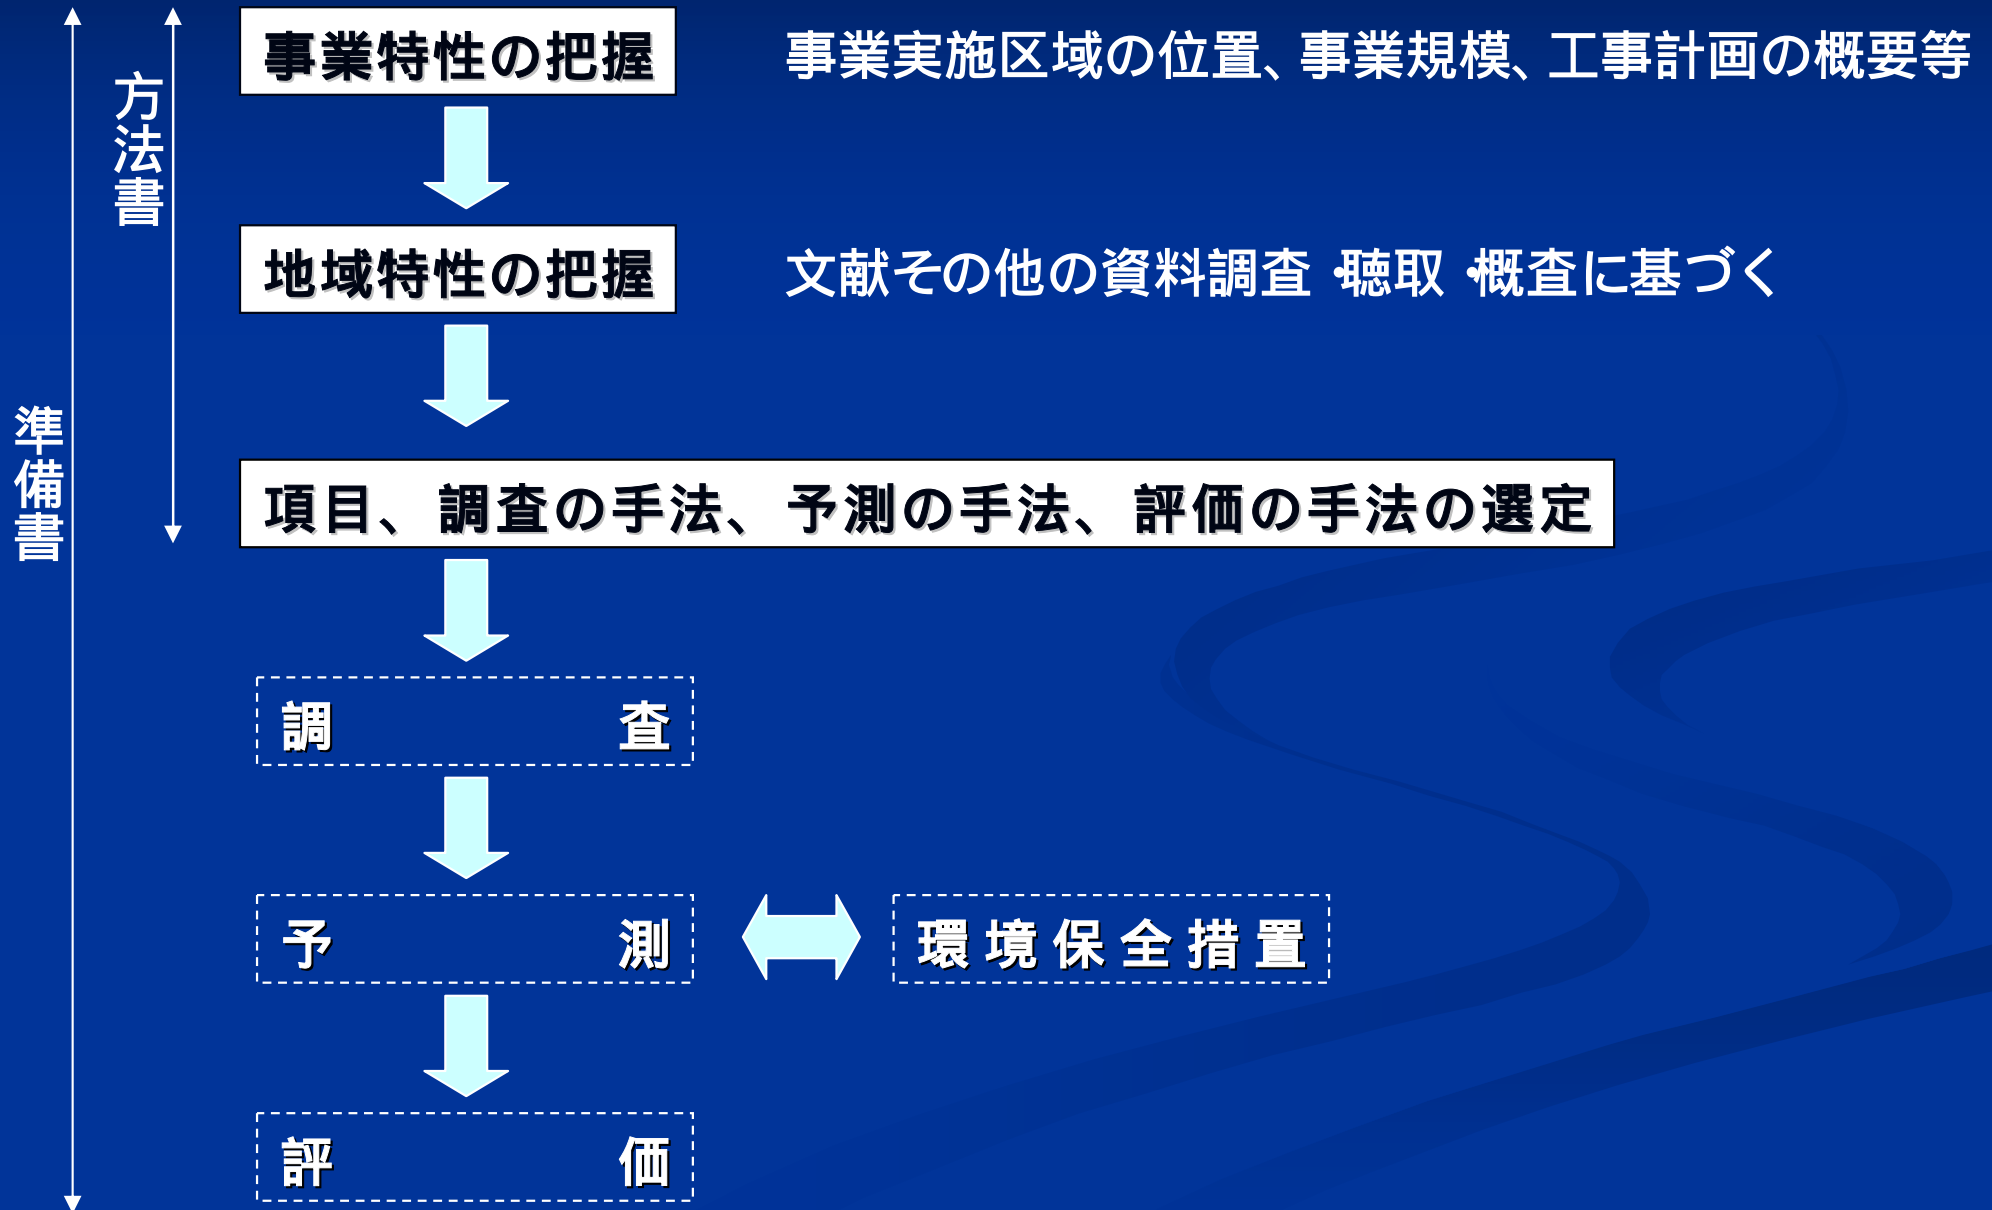 事業特性の把握
事業実施区域の位置、事業規模、工事計画の概要等
方法書
地域特性の把握
文献その他の資料調査・聴取・概査に基づく
準備書
項目、調査の手法、予測の手法、評価の手法の選定
調査
予測
環境保全措置
評価